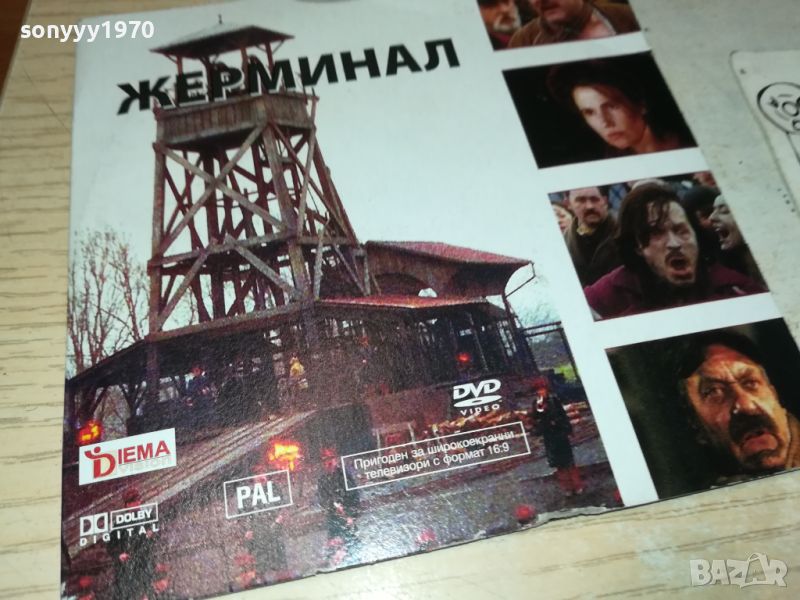 sonyyy1970
ЖЕРМИНАЛ
DVD
VIDEO
DIEMA
vision
Пригоден за широкоекранни
телевизори с формат 16:9
PAL
DOLBY
DIGITAL
BAZAR